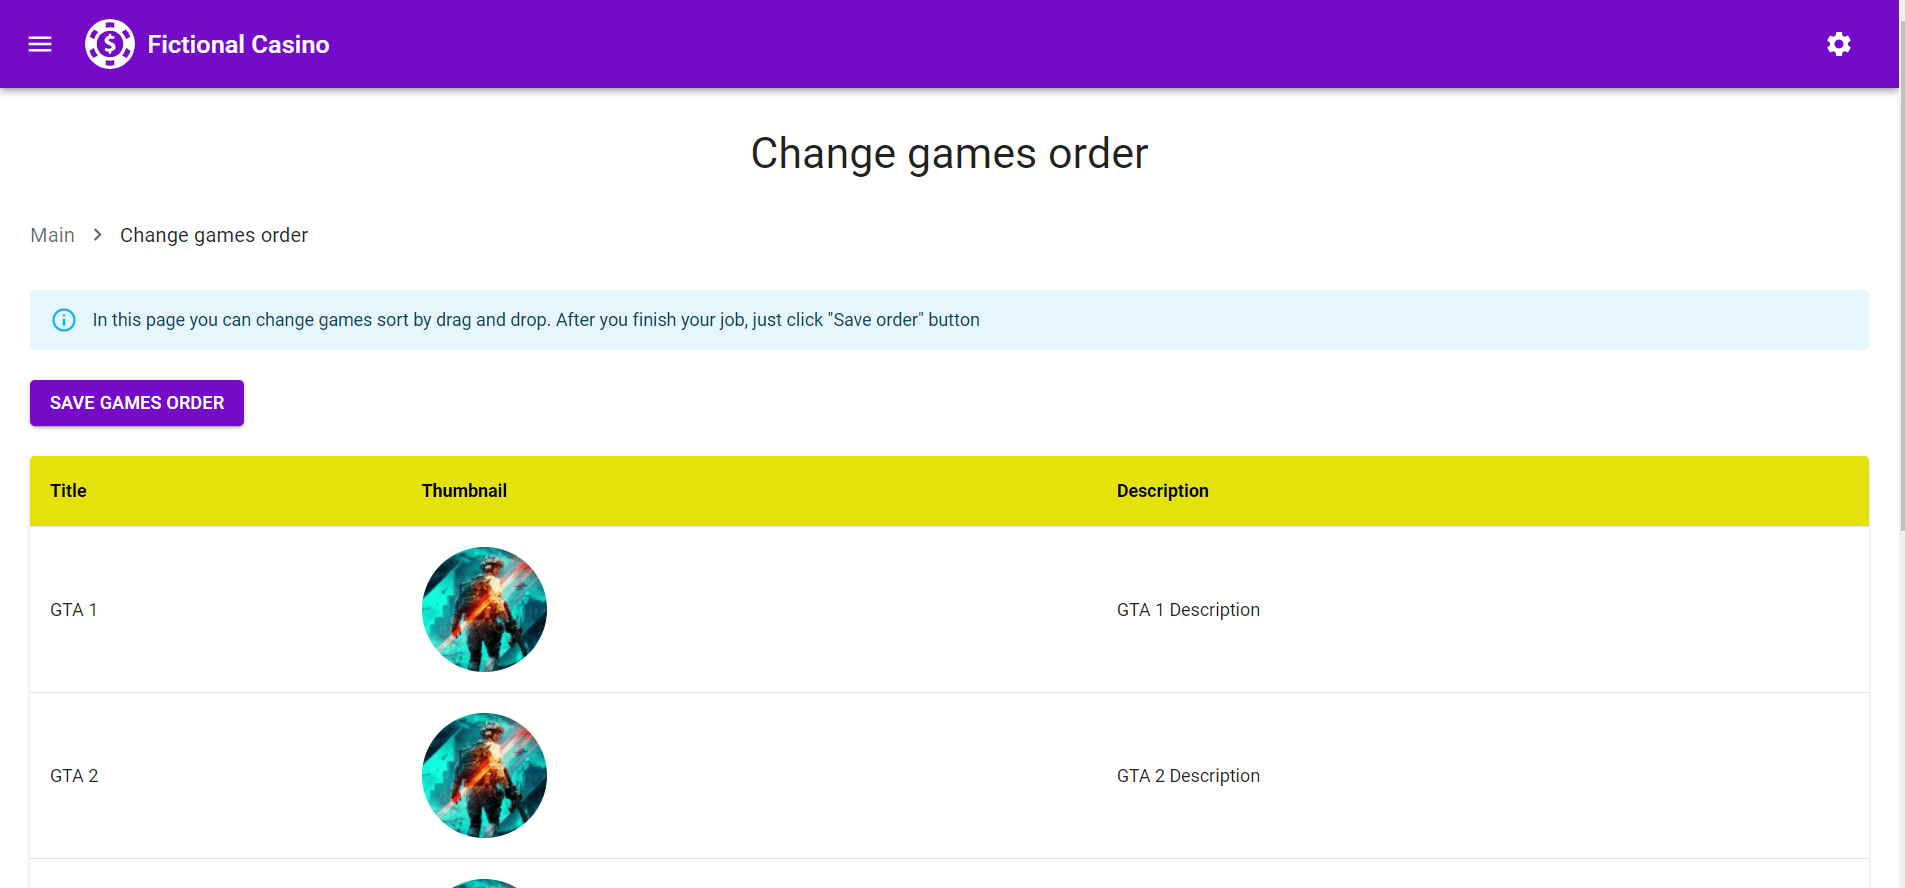 Fictional Casino
Change games order
Main > Change games order
In this page you can change games sort by drag and drop. After you finish your job, just click "Save order" button
SAVE GAMES ORDER
Title Thumbnail Description
GTA 1 GTA 1 Description
GTA 2 GTA 2 Description